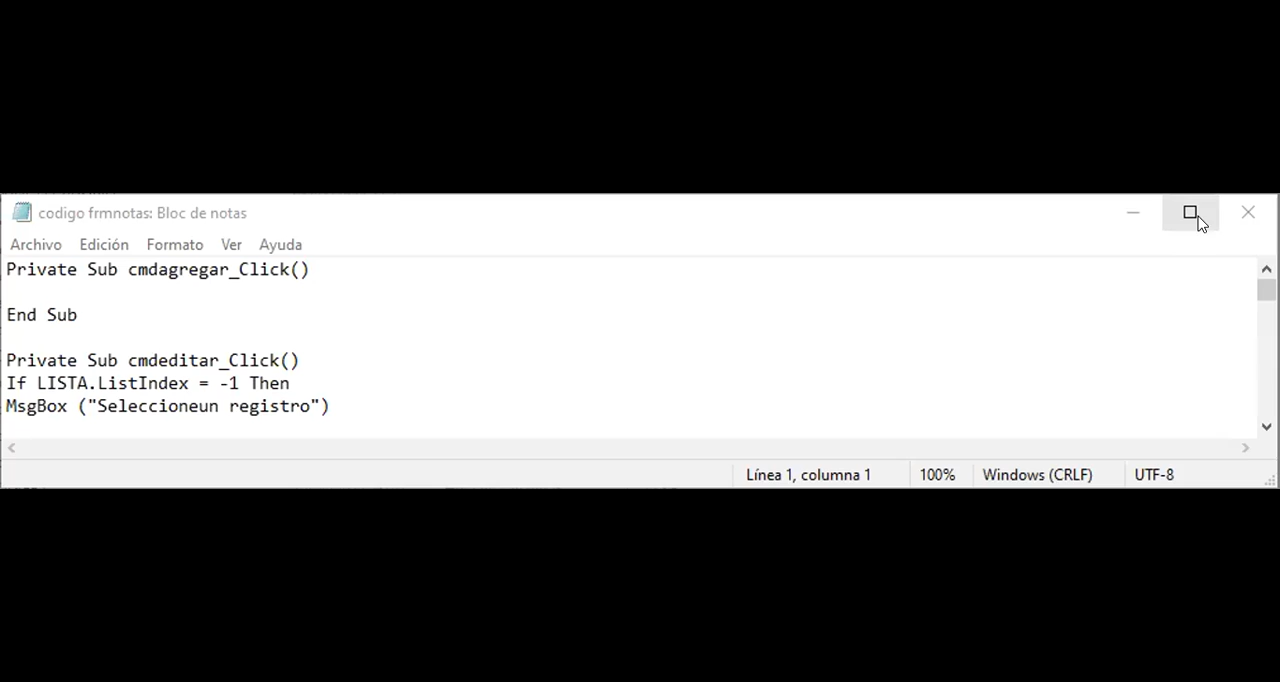 codigo frmnotas: Bloc de notas
Archivo Edición Formato Ver Ayuda
Private Sub cmdagregar_Click()
End Sub
Private Sub cmdeditar_Click()
If LISTA.ListIndex = -1 Then
MsgBox ("Seleccioneun registro")
Línea 1, columna 1 100% Windows (CRLF) UTF-8